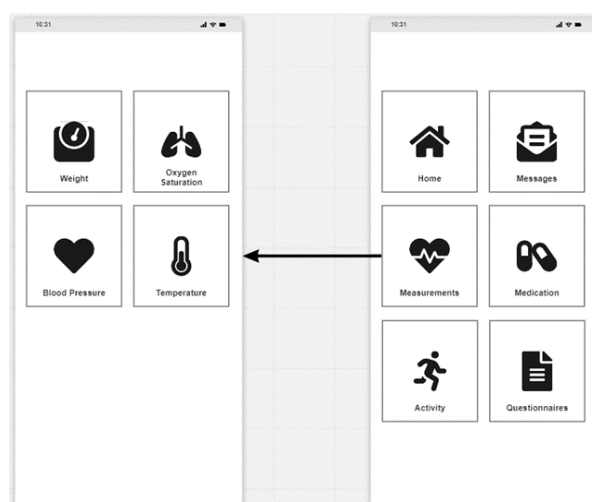 10:31
Weight
Oxygen
Saturation
Blood Pressure
Temperature
10:31
Home
Messages
Measurements
Medication
Activity
Questionnaires